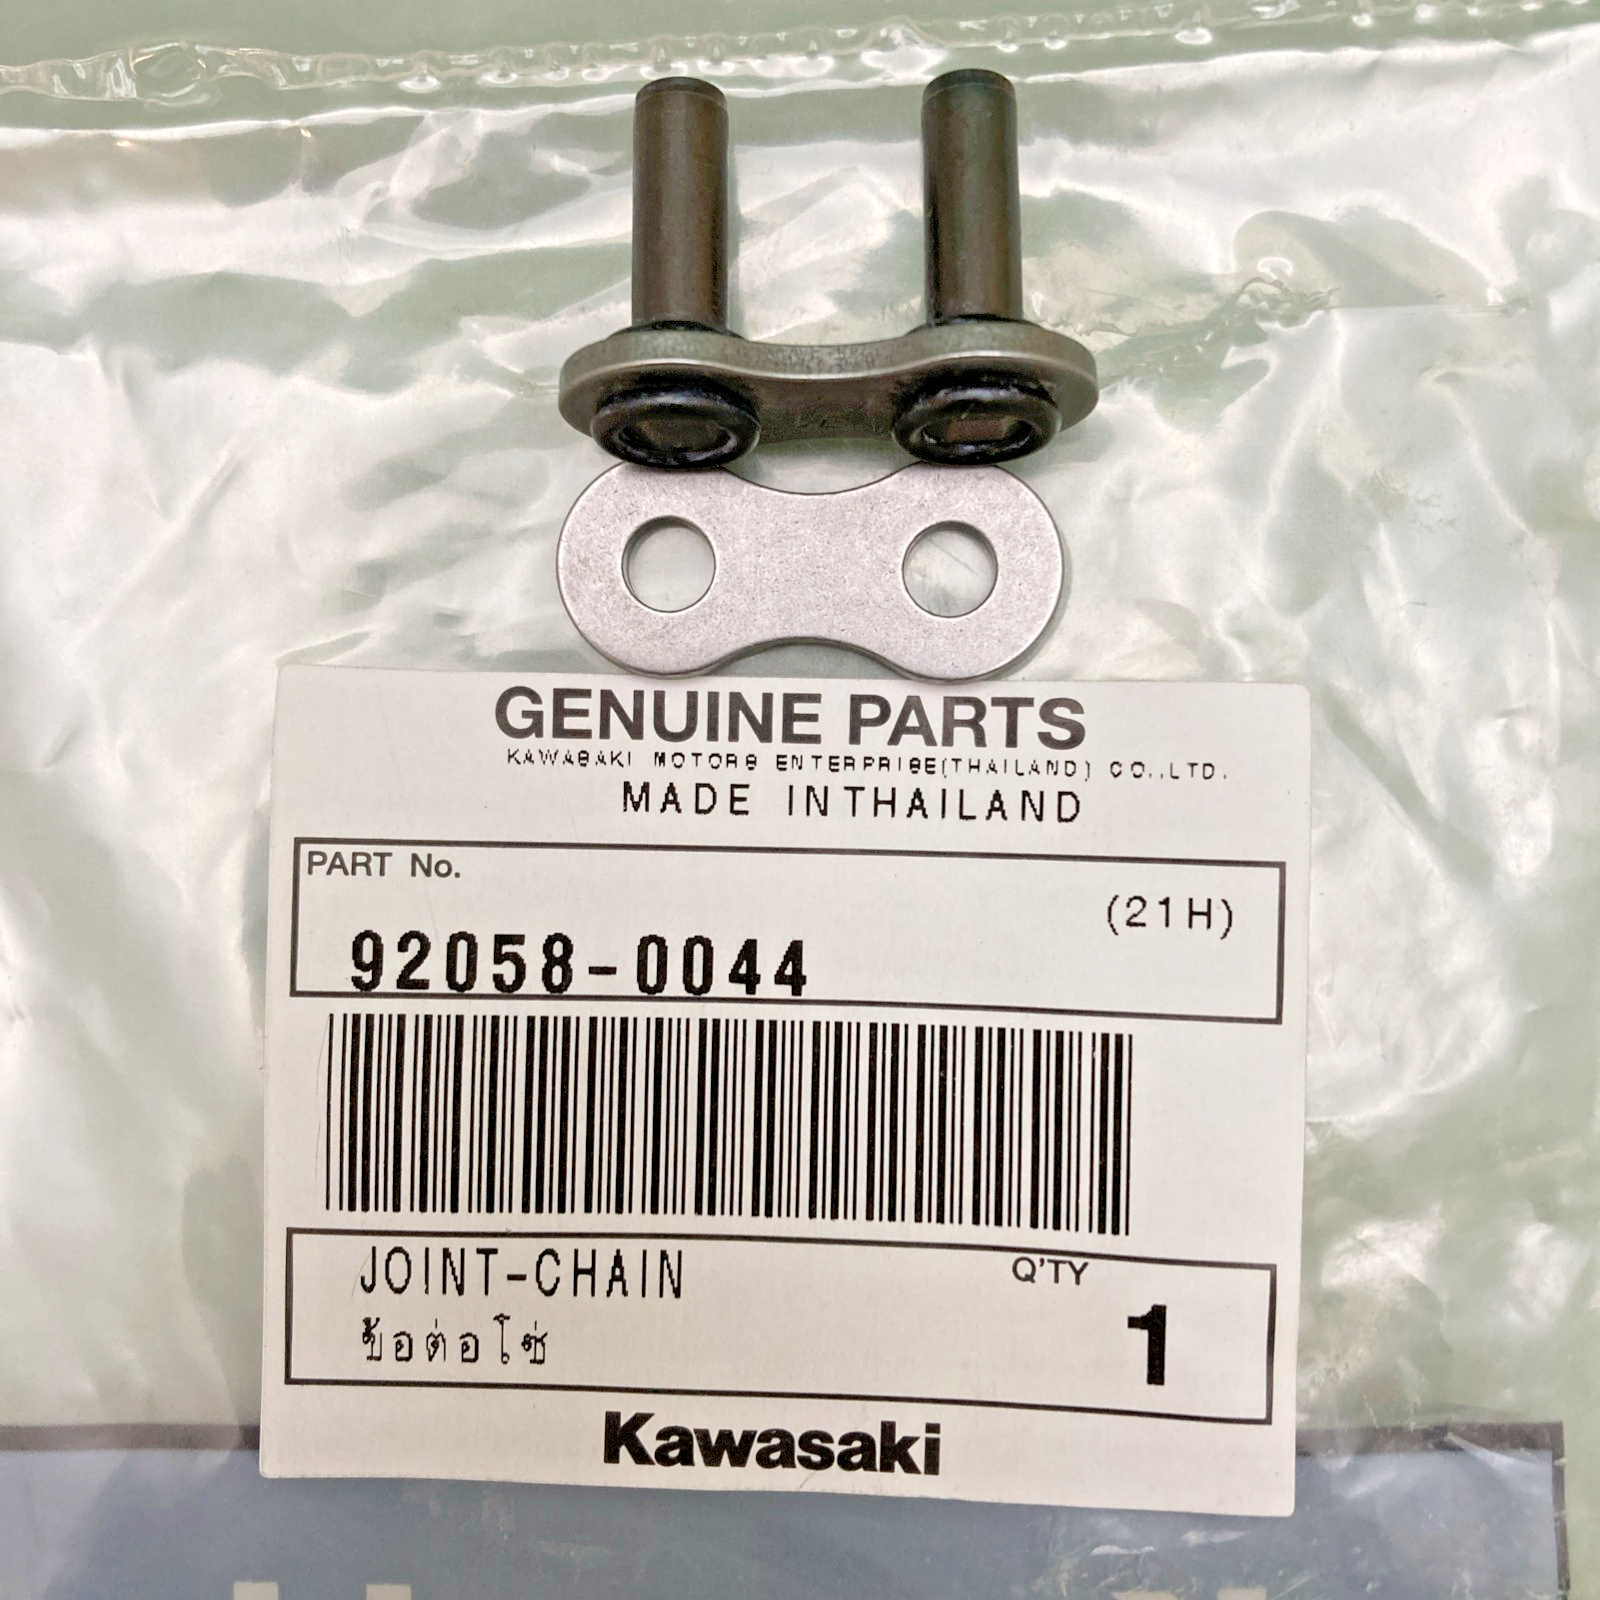 GENUINE PARTS
KAWASAKI MOTORS ENTERPRISE(THAILAND) CO.,LTD.
MADE INTHAILAND
PART No.
(21H)
92058-0044
JOINT-CHAIN
Q'TY
ข้อต่อโซ่
1
Kawasaki